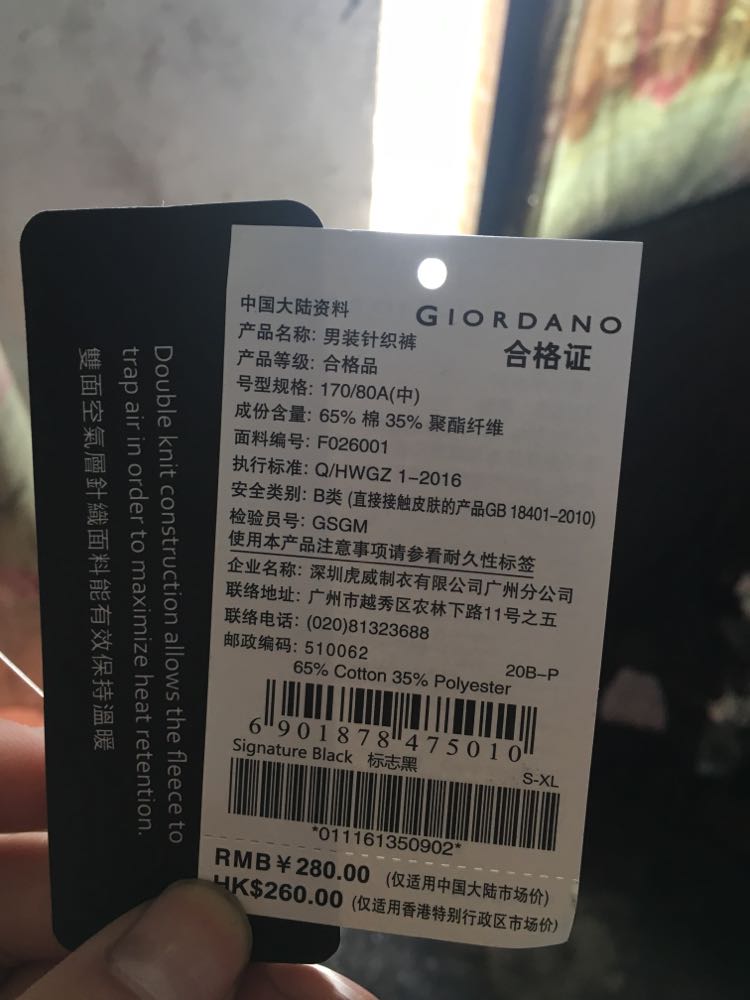 Double knit construction allows the fleece to
trap air in order to maximize heat retention.
雙面空氣層針織面料能有效保持溫暖
GIORDANO
合格证
中国大陆资料
产品名称: 男装针织裤
产品等级: 合格品
号型规格: 170/80A(中)
成份含量: 65% 棉 35% 聚酯纤维
面料编号: F026001
执行标准: Q/HWGZ 1-2016
安全类别: B类 (直接接触皮肤的产品GB 18401-2010)
检验员号: GSGM
使用本产品注意事项请参看耐久性标签
企业名称: 深圳虎威制衣有限公司广州分公司
联络地址: 广州市越秀区农林下路11号之五
联络电话: (020)81323688
邮政编码: 510062
20B-P
65% Cotton 35% Polyester
6 901878 475010
Signature Black 标志黑
S-XL
*011161350902*
RMB¥280.00 (仅适用中国大陆市场价)
HK$260.00 (仅适用香港特别行政区市场价)